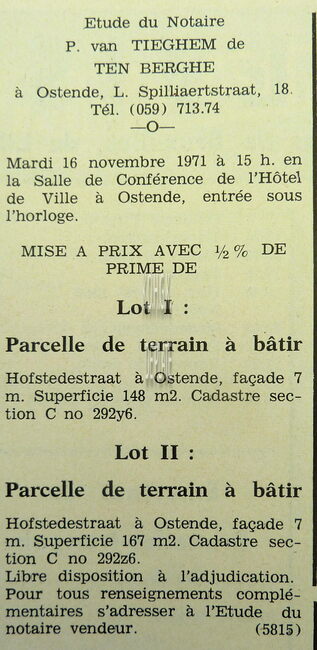 Etude du Notaire
P. van TIEGHEM de
TEN BERGHE
à Ostende, L. Spilliaertstraat, 18.
Tél. (059) 713.74
—O—
Mardi 16 novembre 1971 à 15 h. en
la Salle de Conférence de l'Hôtel
de Ville à Ostende, entrée sous
l'horloge.
MISE A PRIX AVEC ½ % DE
PRIME DE
Lot I :
Parcelle de terrain à bâtir
Hofstedestraat à Ostende, façade 7
m. Superficie 148 m2. Cadastre sec-
tion C no 292y6.
Lot II :
Parcelle de terrain à bâtir
Hofstedestraat à Ostende, façade 7
m. Superficie 167 m2. Cadastre sec-
tion C no 292z6.
Libre disposition à l'adjudication.
Pour tous renseignements complé-
mentaires s'adresser à l'Etude du
notaire vendeur. (5815)